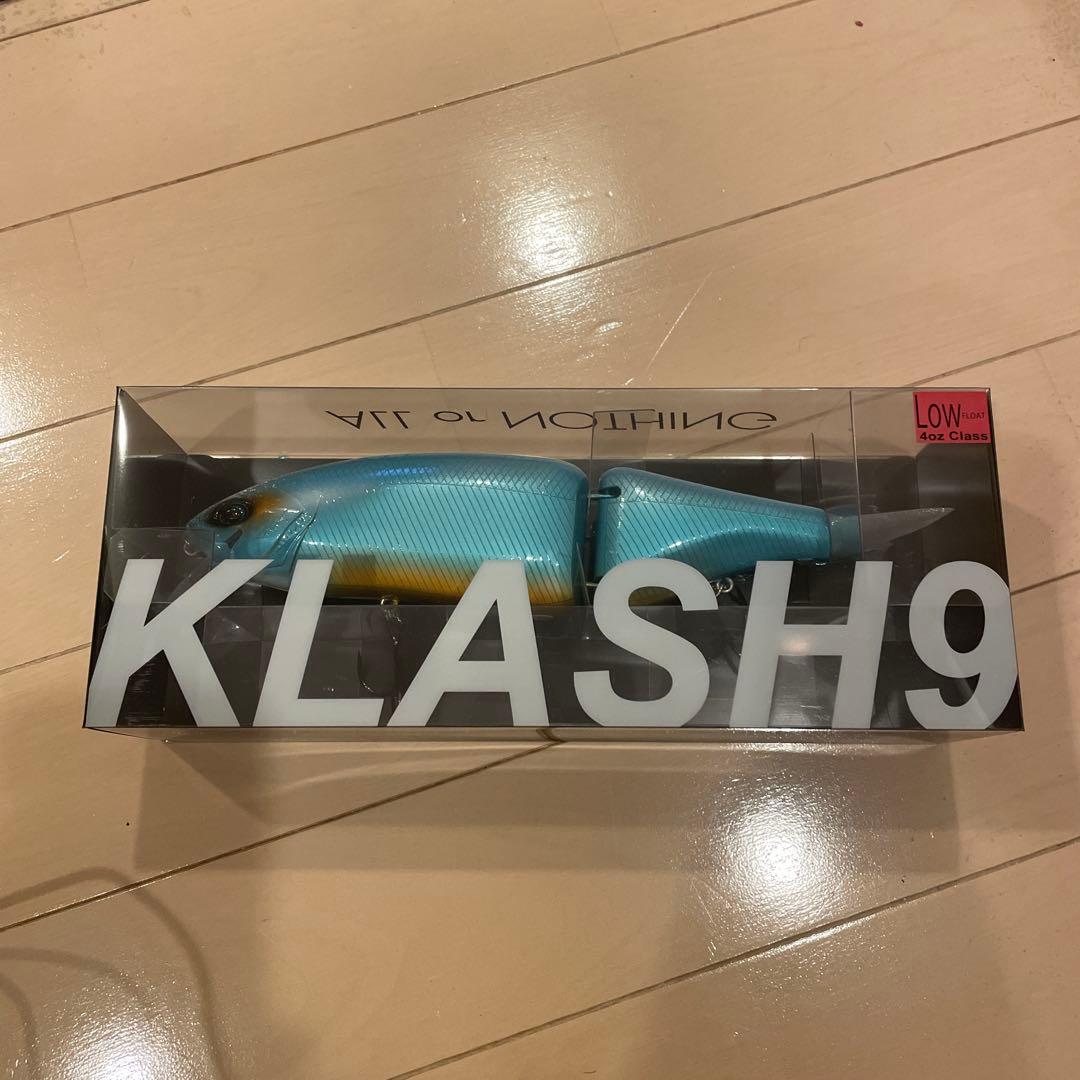 ALL or NOTHING
LOW FLOAT
4oz Class
KLASH9